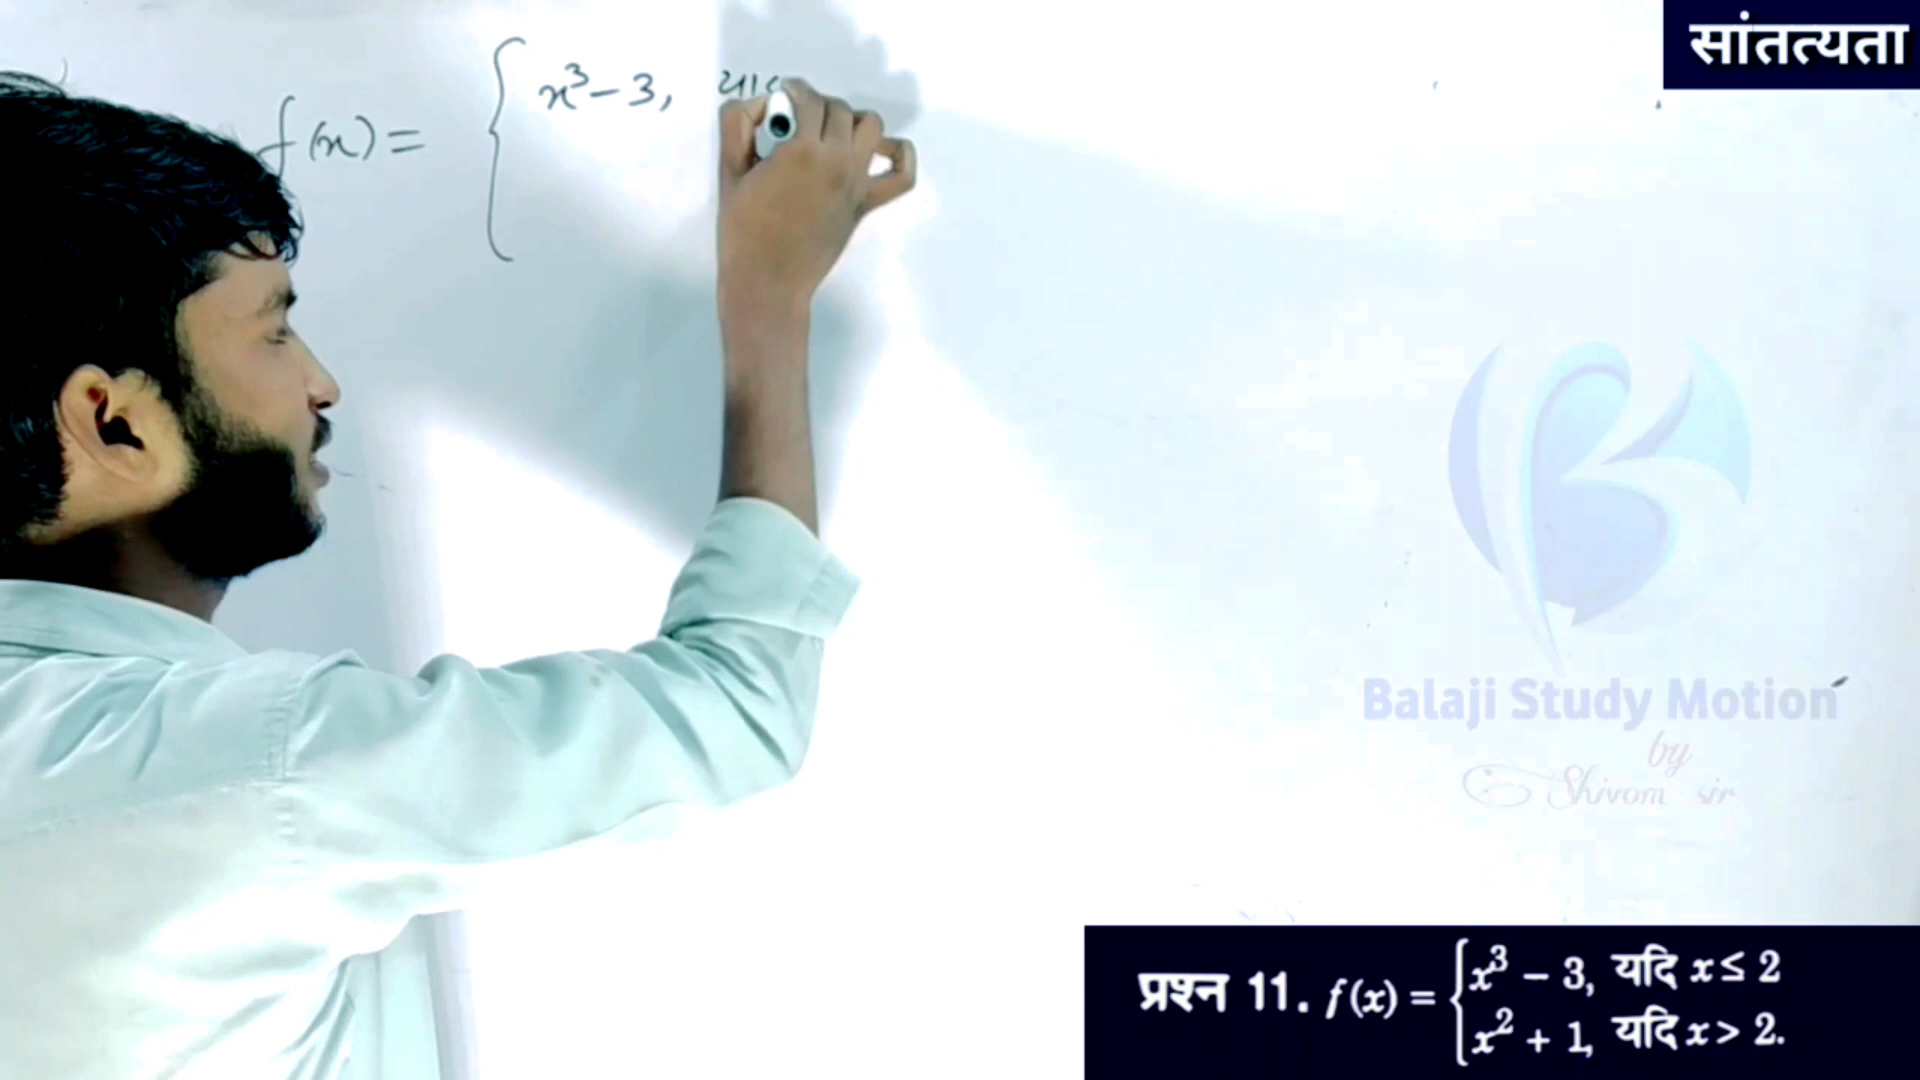 सांतत्यता
f(x) = { x³ - 3,
Balaji Study Motion
by
Shivom sir
प्रश्न 11. f(x) = { x³ - 3, यदि x ≤ 2
x² + 1, यदि x > 2.